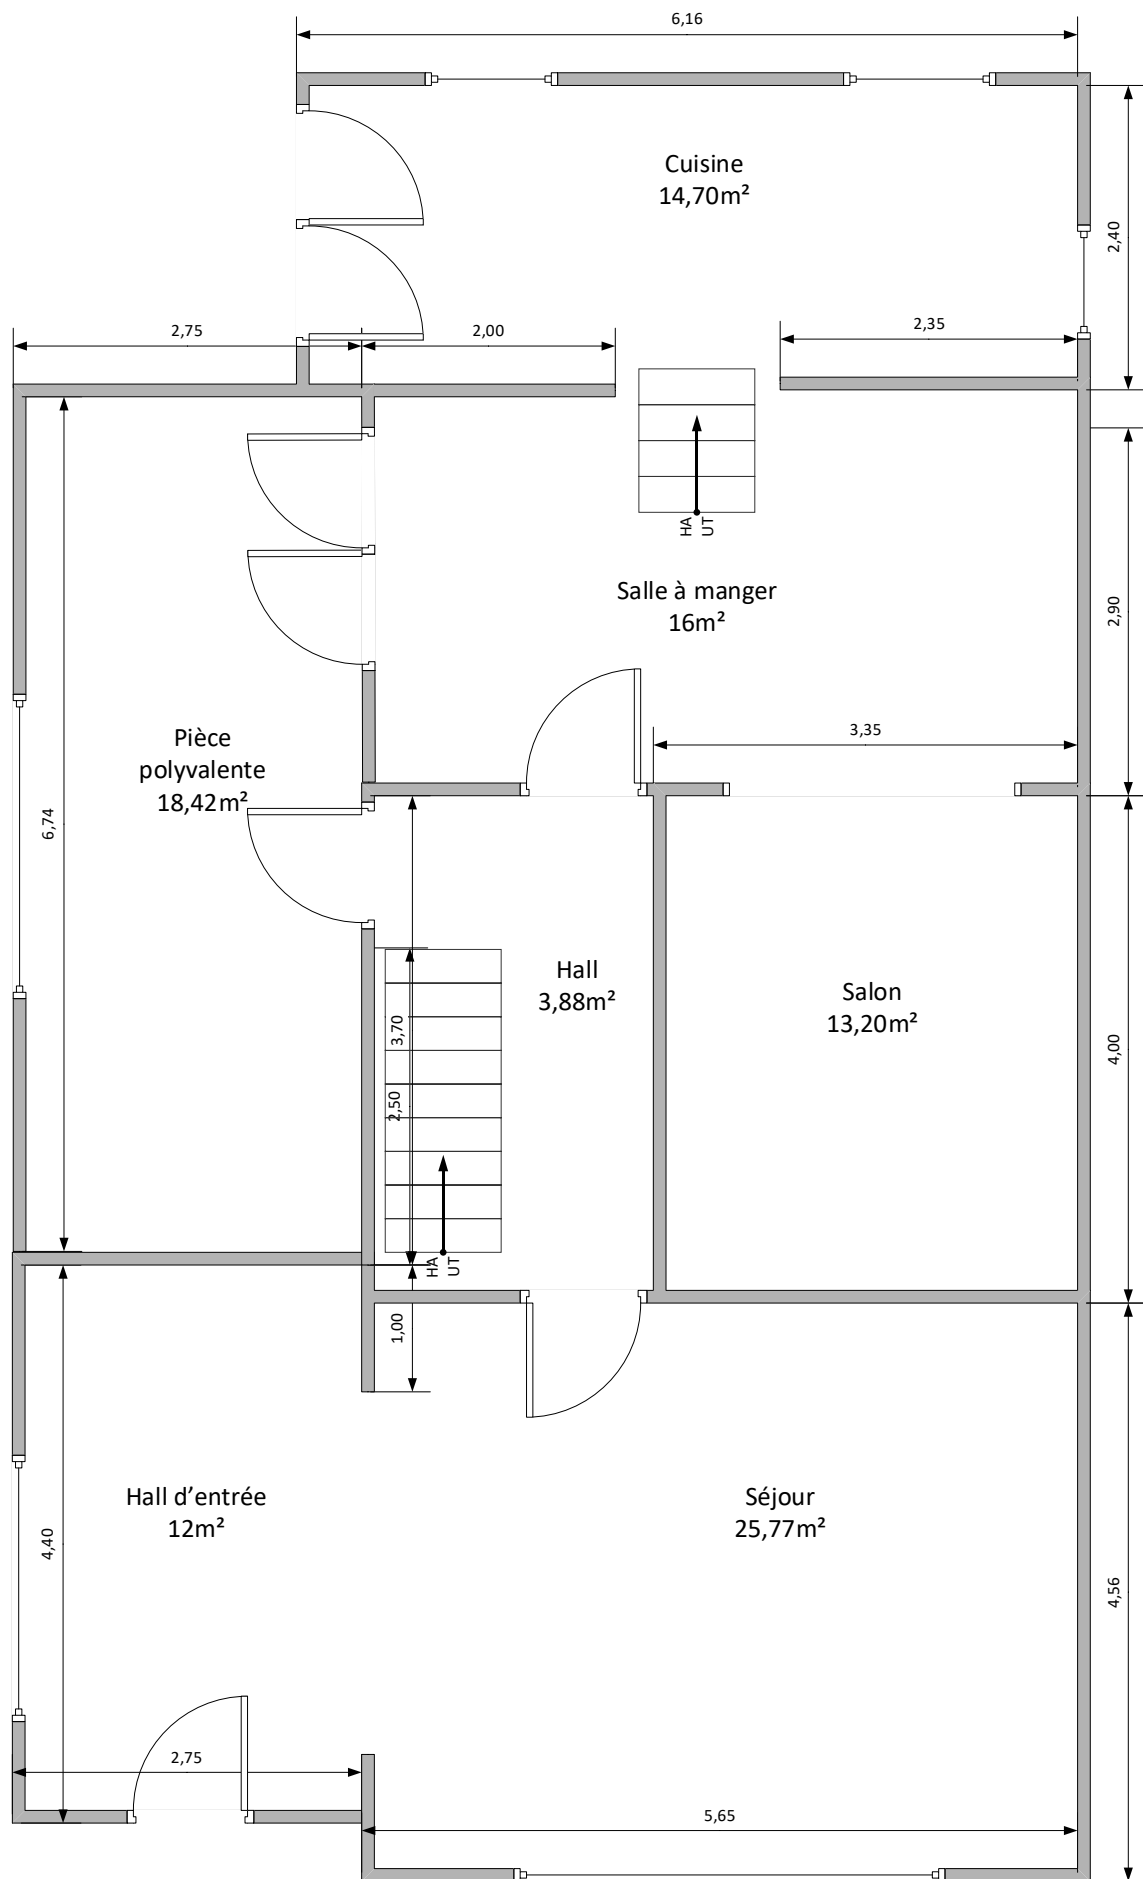 6,16
Cuisine
14,70m²
2,40
2,75
2,00
2,35
HA
UT
Salle à manger
16m²
2,90
3,35
Pièce
polyvalente
18,42m²
6,74
Hall
3,88m²
Salon
13,20m²
3,70
4,00
2,50
HA
UT
1,00
Hall d’entrée
12m²
Séjour
25,77m²
4,40
4,56
2,75
5,65